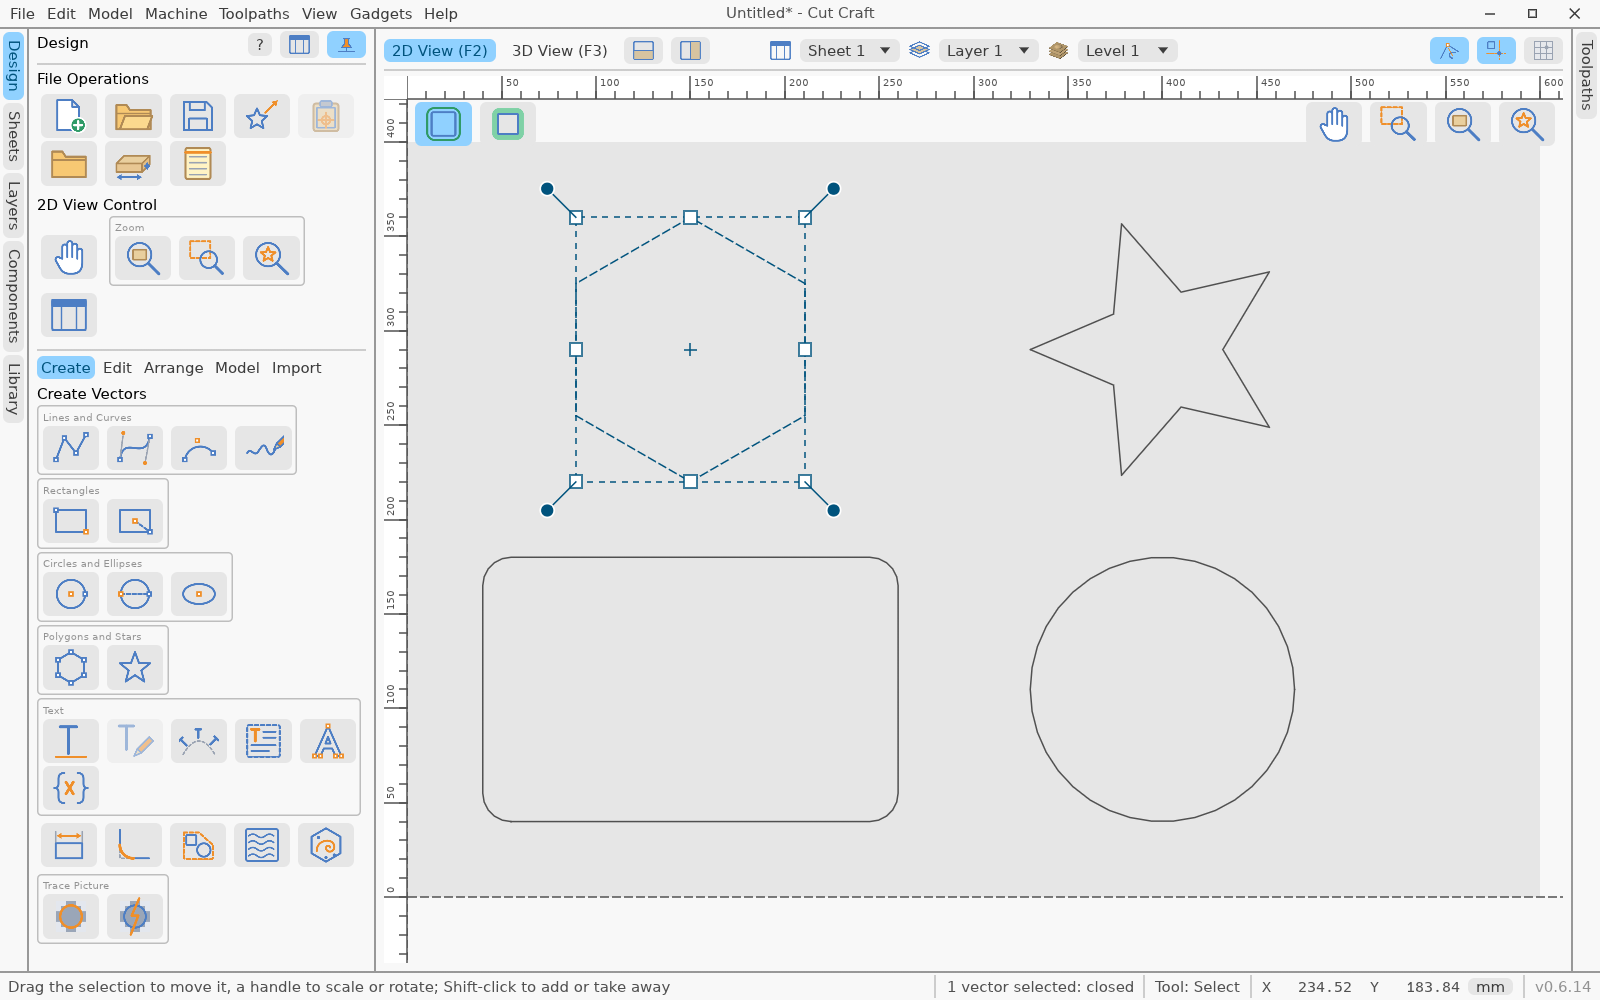 File Edit Model Machine Toolpaths View Gadgets Help
Untitled* - Cut Craft
Design
Sheets
Layers
Components
Library
Design
?
File Operations
2D View Control
Zoom
Create Edit Arrange Model Import
Create Vectors
Lines and Curves
Rectangles
Circles and Ellipses
Polygons and Stars
Text
Trace Picture
2D View (F2) 3D View (F3) Sheet 1 Layer 1 Level 1
50 100 150 200 250 300 350 400 450 500 550 600
400
350
300
250
200
150
100
50
0
Toolpaths
Drag the selection to move it, a handle to scale or rotate; Shift-click to add or take away
1 vector selected: closed
Tool: Select
X 234.52 Y 183.84 mm
v0.6.14